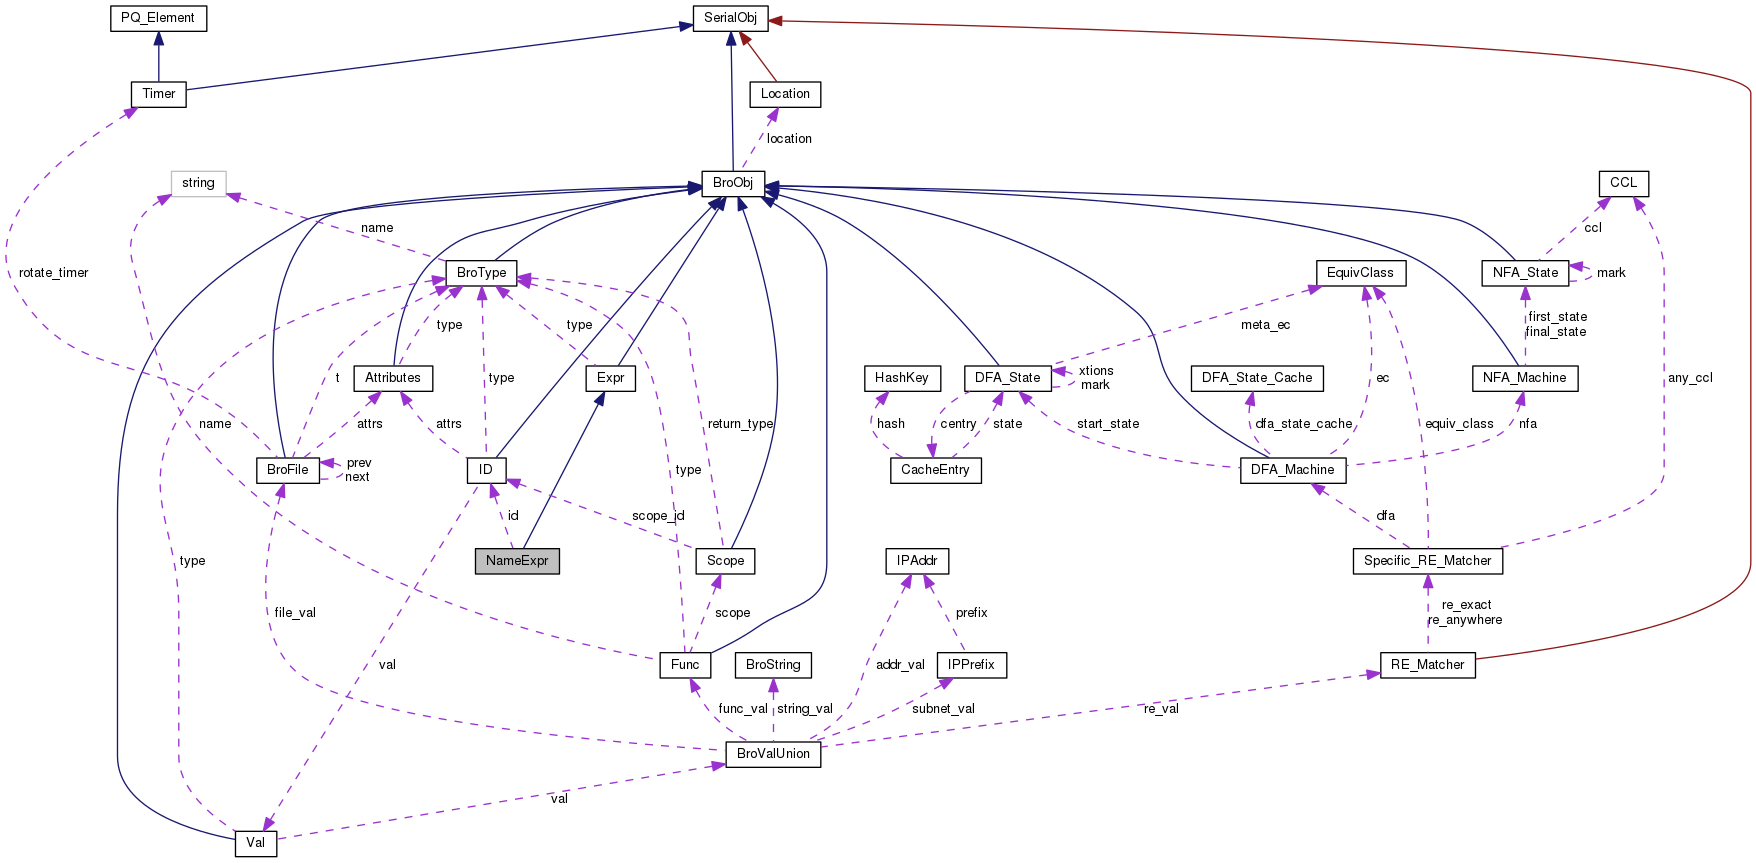 PQ_Element
SerialObj
Timer
Location
location
string
BroObj
CCL
name
ccl
rotate_timer
BroType
EquivClass
NFA_State
mark
type
type
first_state
final_state
meta_ec
t
type
Attributes
Expr
HashKey
DFA_State
xtions
mark
DFA_State_Cache
ec
NFA_Machine
any_ccl
name
attrs
attrs
return_type
hash
centry
state
start_state
dfa_state_cache
equiv_class
nfa
BroFile
prev
next
ID
type
CacheEntry
DFA_Machine
id
scope_id
dfa
type
NameExpr
Scope
IPAddr
Specific_RE_Matcher
file_val
scope
prefix
re_exact
re_anywhere
val
Func
BroString
addr_val
IPPrefix
RE_Matcher
func_val
string_val
subnet_val
re_val
BroValUnion
val
Val